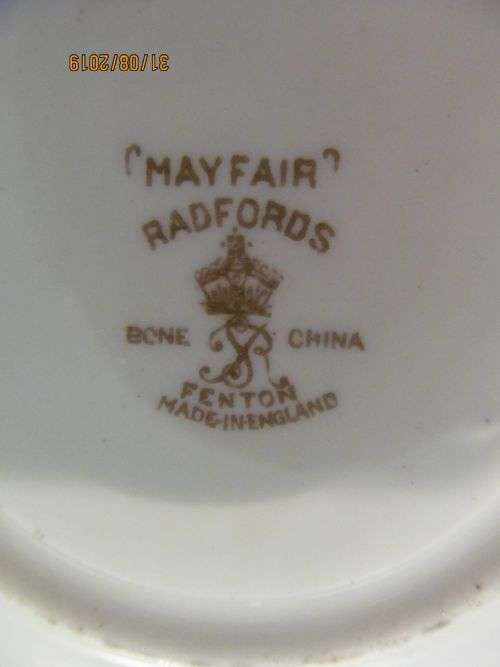 31/08/2019
'MAYFAIR'
RADFORDS
BONE CHINA
FENTON
MADE-IN-ENGLAND